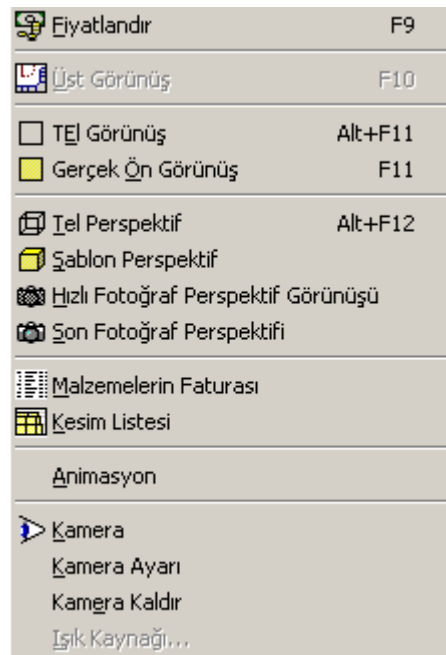 Fiyatlandır F9
Üst Görünüş F10
TEl Görünüş Alt+F11
Gerçek Ön Görünüş F11
Tel Perspektif Alt+F12
Şablon Perspektif
Hızlı Fotoğraf Perspektif Görünüşü
Son Fotoğraf Perspektifi
Malzemelerin Faturası
Kesim Listesi
Animasyon
Kamera
Kamera Ayarı
Kamera Kaldır
Işık Kaynağı...